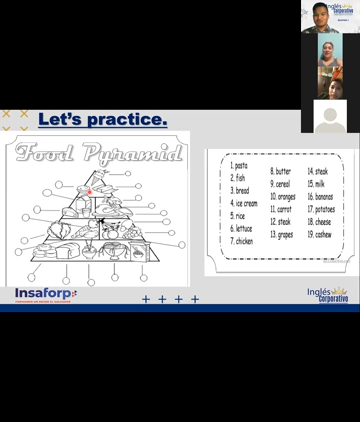 Inglés
Corporativo
Let's practice.
Food Pyramid
1. pasta
2. fish
3. bread
4. ice cream
5. rice
6. lettuce
7. chicken
8. butter
9. cereal
10. oranges
11. carrot
12. steak
13. grapes
14. steak
15. milk
16. bananas
17. potatoes
18. cheese
19. cashew
Insaforp
Inglés
Corporativo